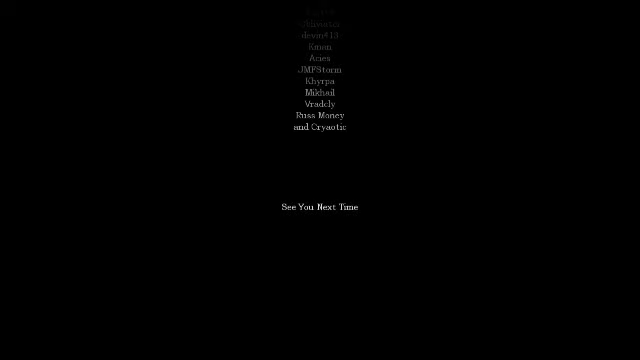 devin413
Kman
Acies
JMFStorm
Khyrpa
Mikhail
Vradcly
Russ Money
and Cryaotic
See You Next Time